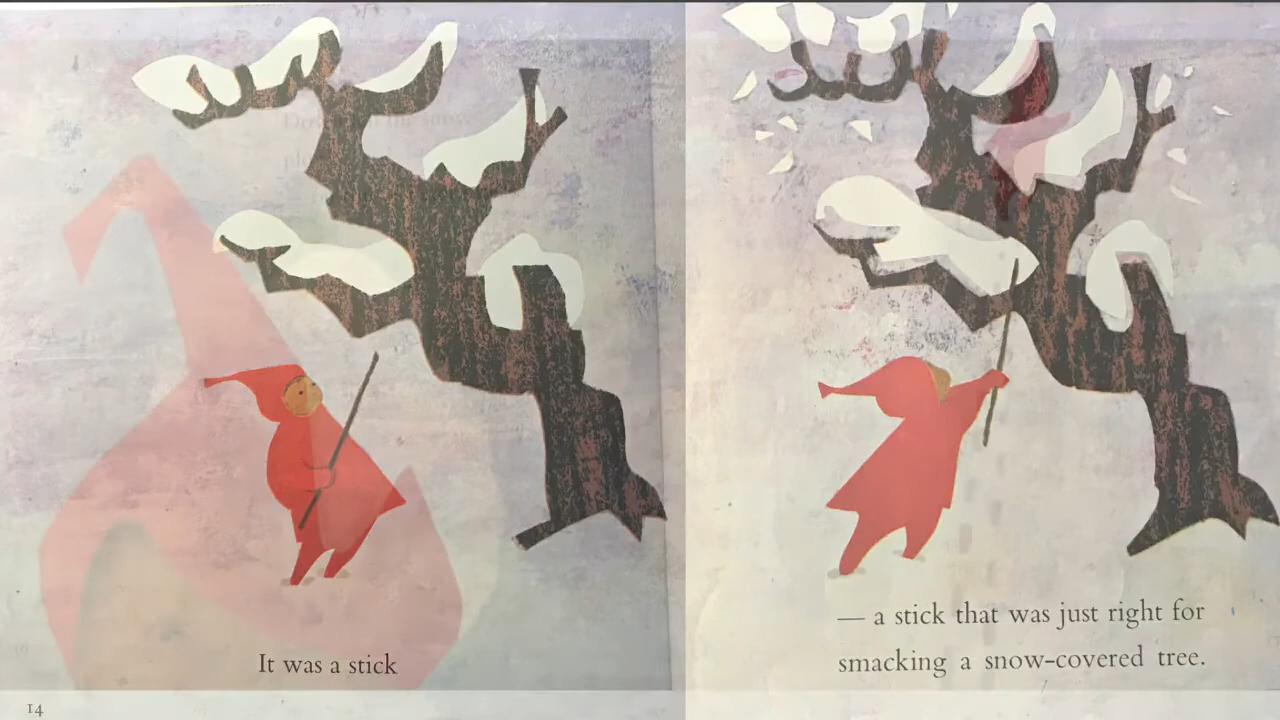 It was a stick
14
— a stick that was just right for
smacking a snow-covered tree.